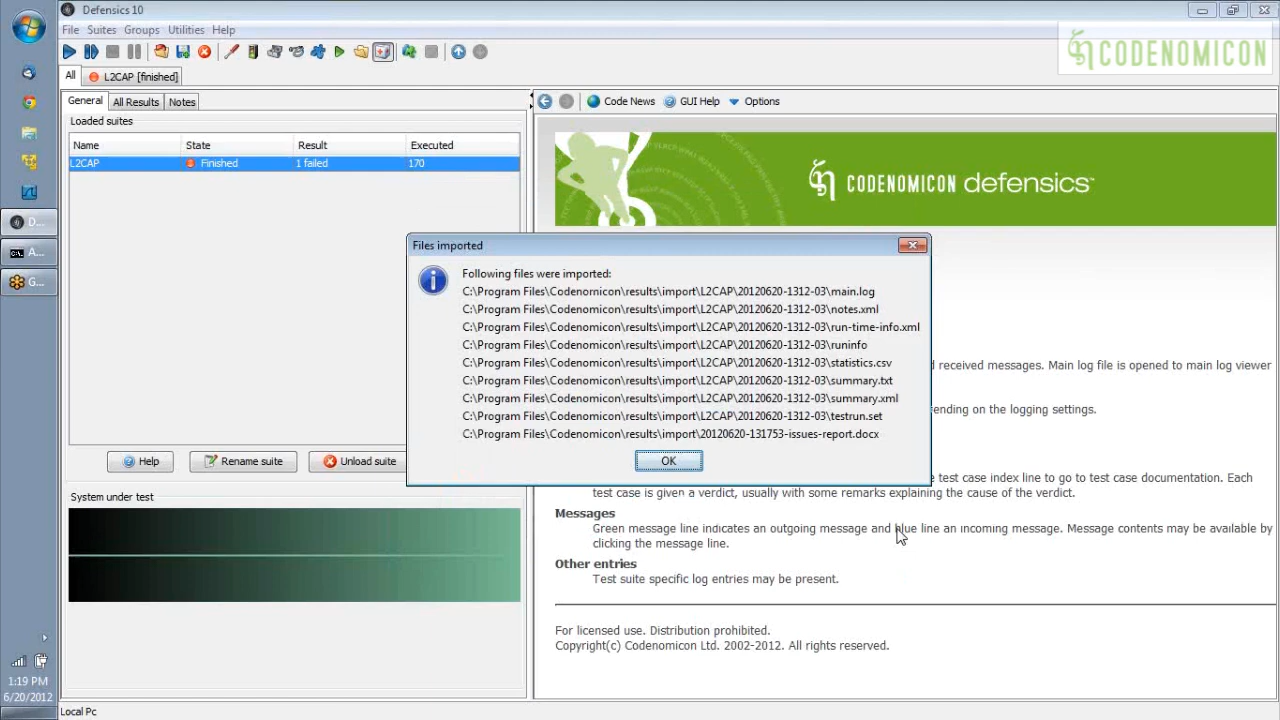 Defensics 10
File Suites Groups Utilities Help
CODENOMICON
All L2CAP [finished]
General All Results Notes
Code News GUI Help Options
Loaded suites
Name State Result Executed
L2CAP Finished 1 failed 170
CODENOMICON defensics™
D...
A...
G...
Files imported
Following files were imported:
C:\Program Files\Codenomicon\results\import\L2CAP\20120620-1312-03\main.log
C:\Program Files\Codenomicon\results\import\L2CAP\20120620-1312-03\notes.xml
C:\Program Files\Codenomicon\results\import\L2CAP\20120620-1312-03\run-time-info.xml
C:\Program Files\Codenomicon\results\import\L2CAP\20120620-1312-03\runinfo
C:\Program Files\Codenomicon\results\import\L2CAP\20120620-1312-03\statistics.csv
C:\Program Files\Codenomicon\results\import\L2CAP\20120620-1312-03\summary.txt
C:\Program Files\Codenomicon\results\import\L2CAP\20120620-1312-03\summary.xml
C:\Program Files\Codenomicon\results\import\L2CAP\20120620-1312-03\testrun.set
C:\Program Files\Codenomicon\results\import\20120620-131753-issues-report.docx
OK
received messages. Main log file is opened to main log viewer
ending on the logging settings.
Help Rename suite Unload suite
test case index line to go to test case documentation. Each
test case is given a verdict, usually with some remarks explaining the cause of the verdict.
System under test
Messages
Green message line indicates an outgoing message and blue line an incoming message. Message contents may be available by
clicking the message line.
Other entries
Test suite specific log entries may be present.
For licensed use. Distribution prohibited.
Copyright(c) Codenomicon Ltd. 2002-2012. All rights reserved.
1:19 PM
6/20/2012
Local Pc